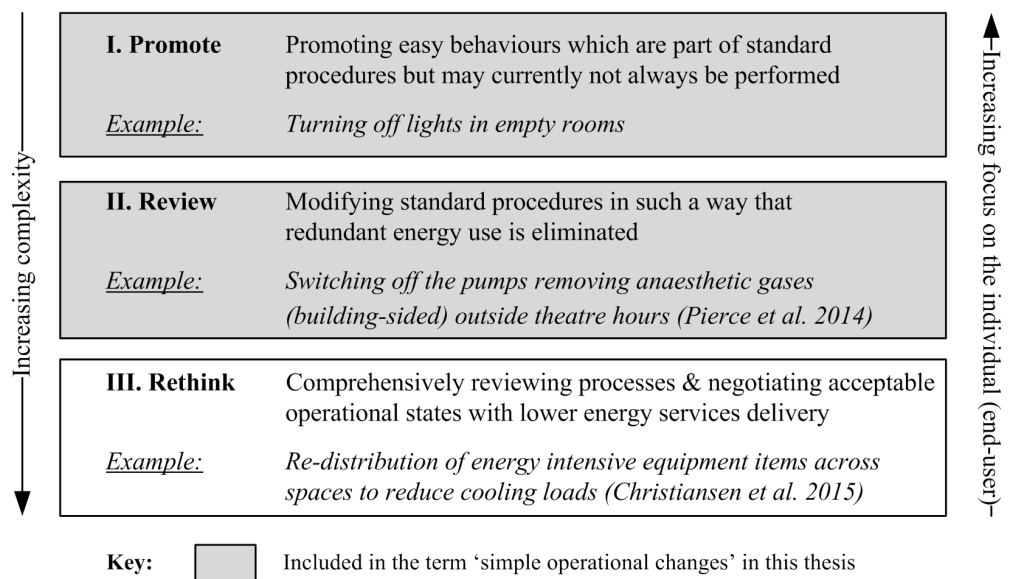 I. Promote Promoting easy behaviours which are part of standard
procedures but may currently not always be performed
Example: Turning off lights in empty rooms
II. Review Modifying standard procedures in such a way that
redundant energy use is eliminated
Example: Switching off the pumps removing anaesthetic gases
(building-sided) outside theatre hours (Pierce et al. 2014)
III. Rethink Comprehensively reviewing processes & negotiating acceptable
operational states with lower energy services delivery
Example: Re-distribution of energy intensive equipment items across
spaces to reduce cooling loads (Christiansen et al. 2015)
Increasing complexity
Increasing focus on the individual (end-user)
Key: Included in the term ‘simple operational changes’ in this thesis